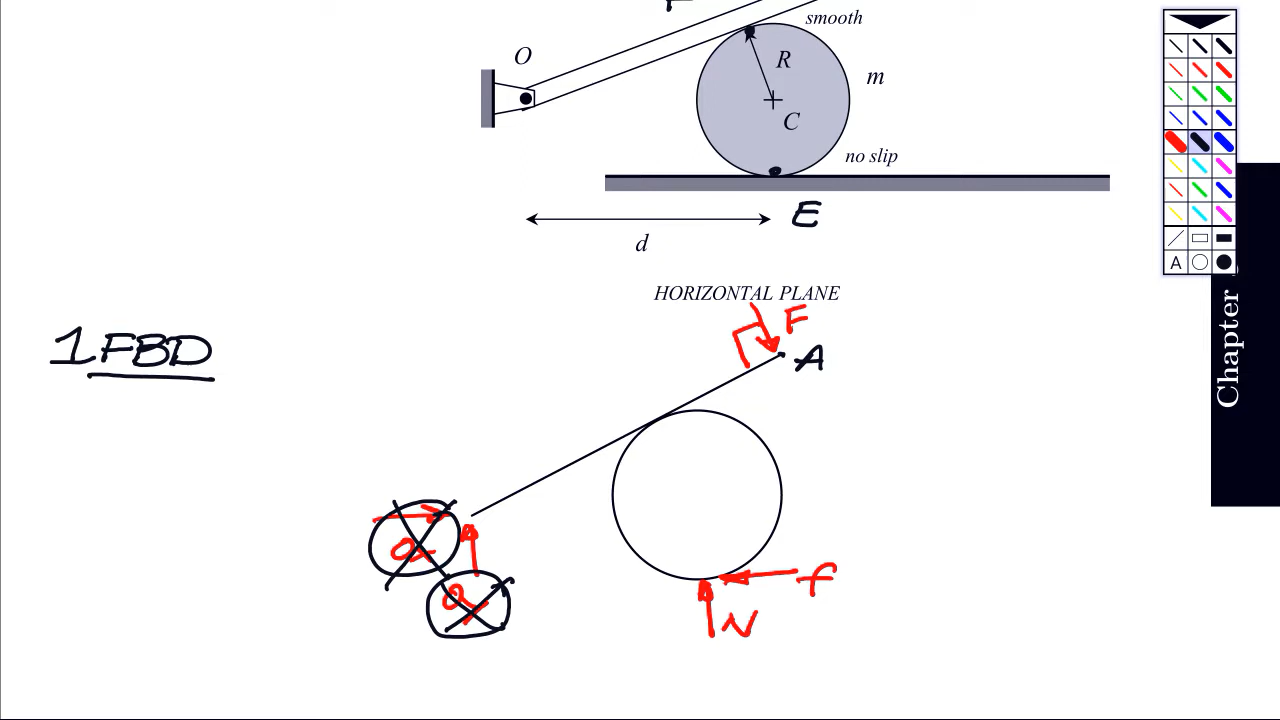 smooth
O
R
m
C
no slip
E
d
HORIZONTAL PLANE
F
1 FBD
A
f
N
A
Chapter